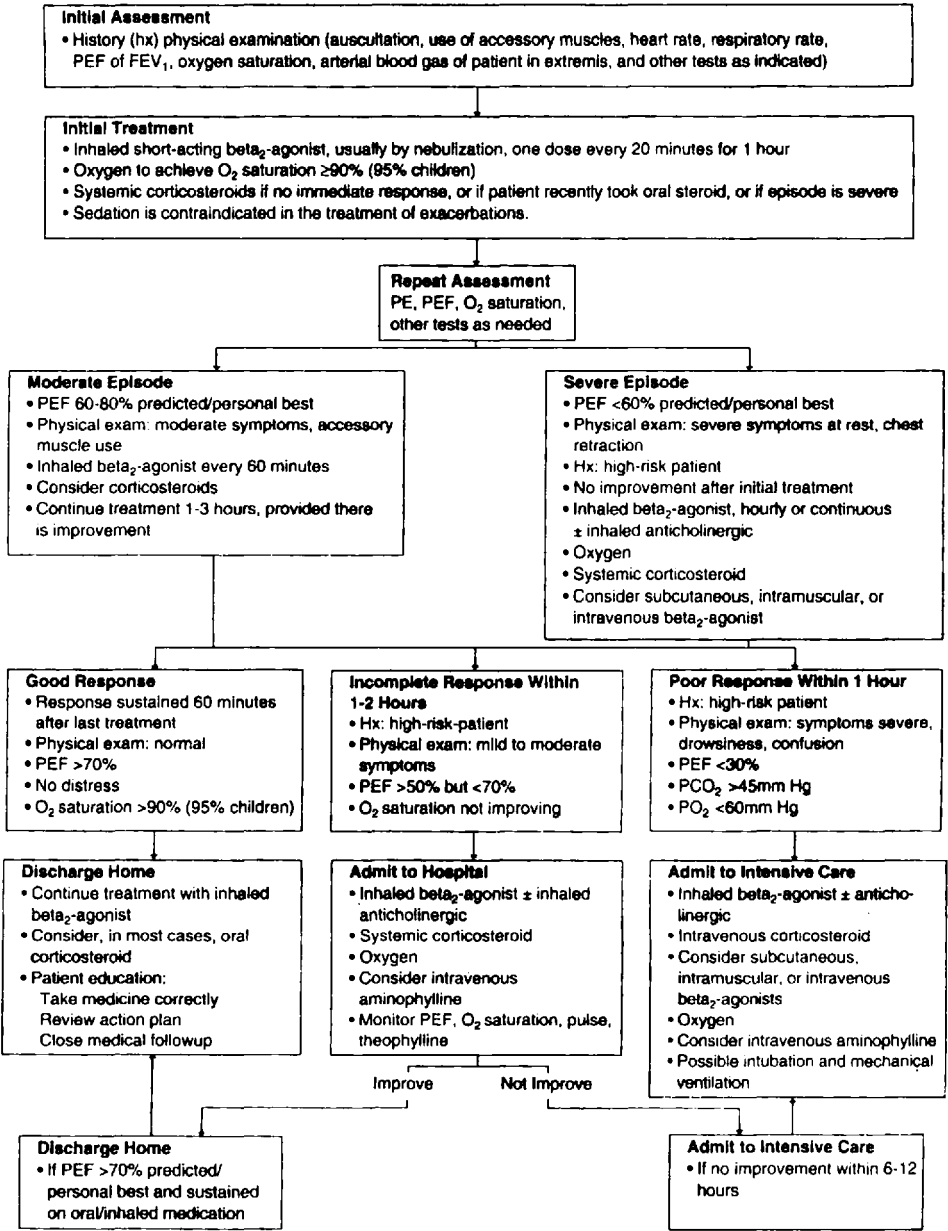 Initial Assessment
• History (hx) physical examination (auscultation, use of accessory muscles, heart rate, respiratory rate,
PEF of FEV₁, oxygen saturation, arterial blood gas of patient in extremis, and other tests as indicated)
Initial Treatment
• Inhaled short-acting beta₂-agonist, usually by nebulization, one dose every 20 minutes for 1 hour
• Oxygen to achieve O₂ saturation ≥90% (95% children)
• Systemic corticosteroids if no immediate response, or if patient recently took oral steroid, or if episode is severe
• Sedation is contraindicated in the treatment of exacerbations.
Repeat Assessment
PE, PEF, O₂ saturation,
other tests as needed
Moderate Episode
• PEF 60-80% predicted/personal best
• Physical exam: moderate symptoms, accessory
muscle use
• Inhaled beta₂-agonist every 60 minutes
• Consider corticosteroids
• Continue treatment 1-3 hours, provided there
is improvement
Severe Episode
• PEF <60% predicted/personal best
• Physical exam: severe symptoms at rest, chest
retraction
• Hx: high-risk patient
• No improvement after initial treatment
• Inhaled beta₂-agonist, hourly or continuous
± inhaled anticholinergic
• Oxygen
• Systemic corticosteroid
• Consider subcutaneous, intramuscular, or
intravenous beta₂-agonist
Good Response
• Response sustained 60 minutes
after last treatment
• Physical exam: normal
• PEF >70%
• No distress
• O₂ saturation >90% (95% children)
Incomplete Response Within
1-2 Hours
• Hx: high-risk-patient
• Physical exam: mild to moderate
symptoms
• PEF >50% but <70%
• O₂ saturation not improving
Poor Response Within 1 Hour
• Hx: high-risk patient
• Physical exam: symptoms severe,
drowsiness, confusion
• PEF <30%
• PCO₂ >45mm Hg
• PO₂ <60mm Hg
Discharge Home
• Continue treatment with inhaled
beta₂-agonist
• Consider, in most cases, oral
corticosteroid
• Patient education:
Take medicine correctly
Review action plan
Close medical followup
Admit to Hospital
• Inhaled beta₂-agonist ± inhaled
anticholinergic
• Systemic corticosteroid
• Oxygen
• Consider intravenous
aminophylline
• Monitor PEF, O₂ saturation, pulse,
theophylline
Admit to Intensive Care
• Inhaled beta₂-agonist ± anticho-
linergic
• Intravenous corticosteroid
• Consider subcutaneous,
intramuscular, or intravenous
beta₂-agonists
• Oxygen
• Consider intravenous aminophylline
• Possible intubation and mechanical
ventilation
Improve
Not Improve
Discharge Home
• If PEF >70% predicted/
personal best and sustained
on oral/inhaled medication
Admit to Intensive Care
• If no improvement within 6-12
hours